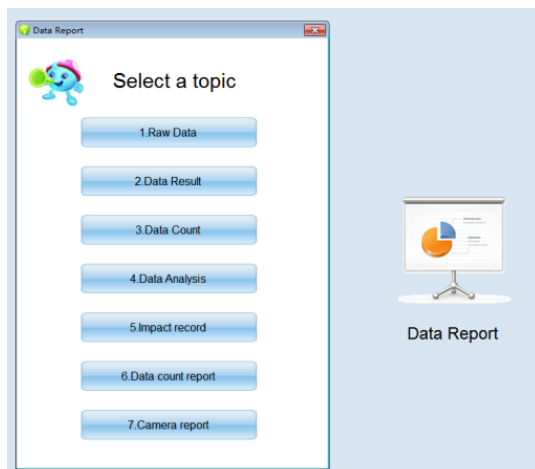 Data Report
Select a topic
1.Raw Data
2.Data Result
3.Data Count
4.Data Analysis
5.Impact record
6.Data count report
7.Camera report
Data Report